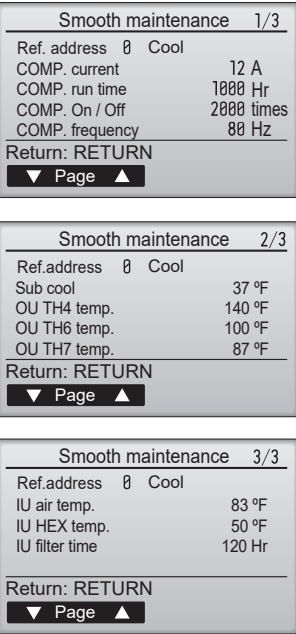 Smooth maintenance 1/3
Ref. address 0 Cool
COMP. current 12 A
COMP. run time 1000 Hr
COMP. On / Off 2000 times
COMP. frequency 80 Hz
Return: RETURN
▼ Page ▲
Smooth maintenance 2/3
Ref.address 0 Cool
Sub cool 37 ºF
OU TH4 temp. 140 ºF
OU TH6 temp. 100 ºF
OU TH7 temp. 87 ºF
Return: RETURN
▼ Page ▲
Smooth maintenance 3/3
Ref.address 0 Cool
IU air temp. 83 ºF
IU HEX temp. 50 ºF
IU filter time 120 Hr
Return: RETURN
▼ Page ▲